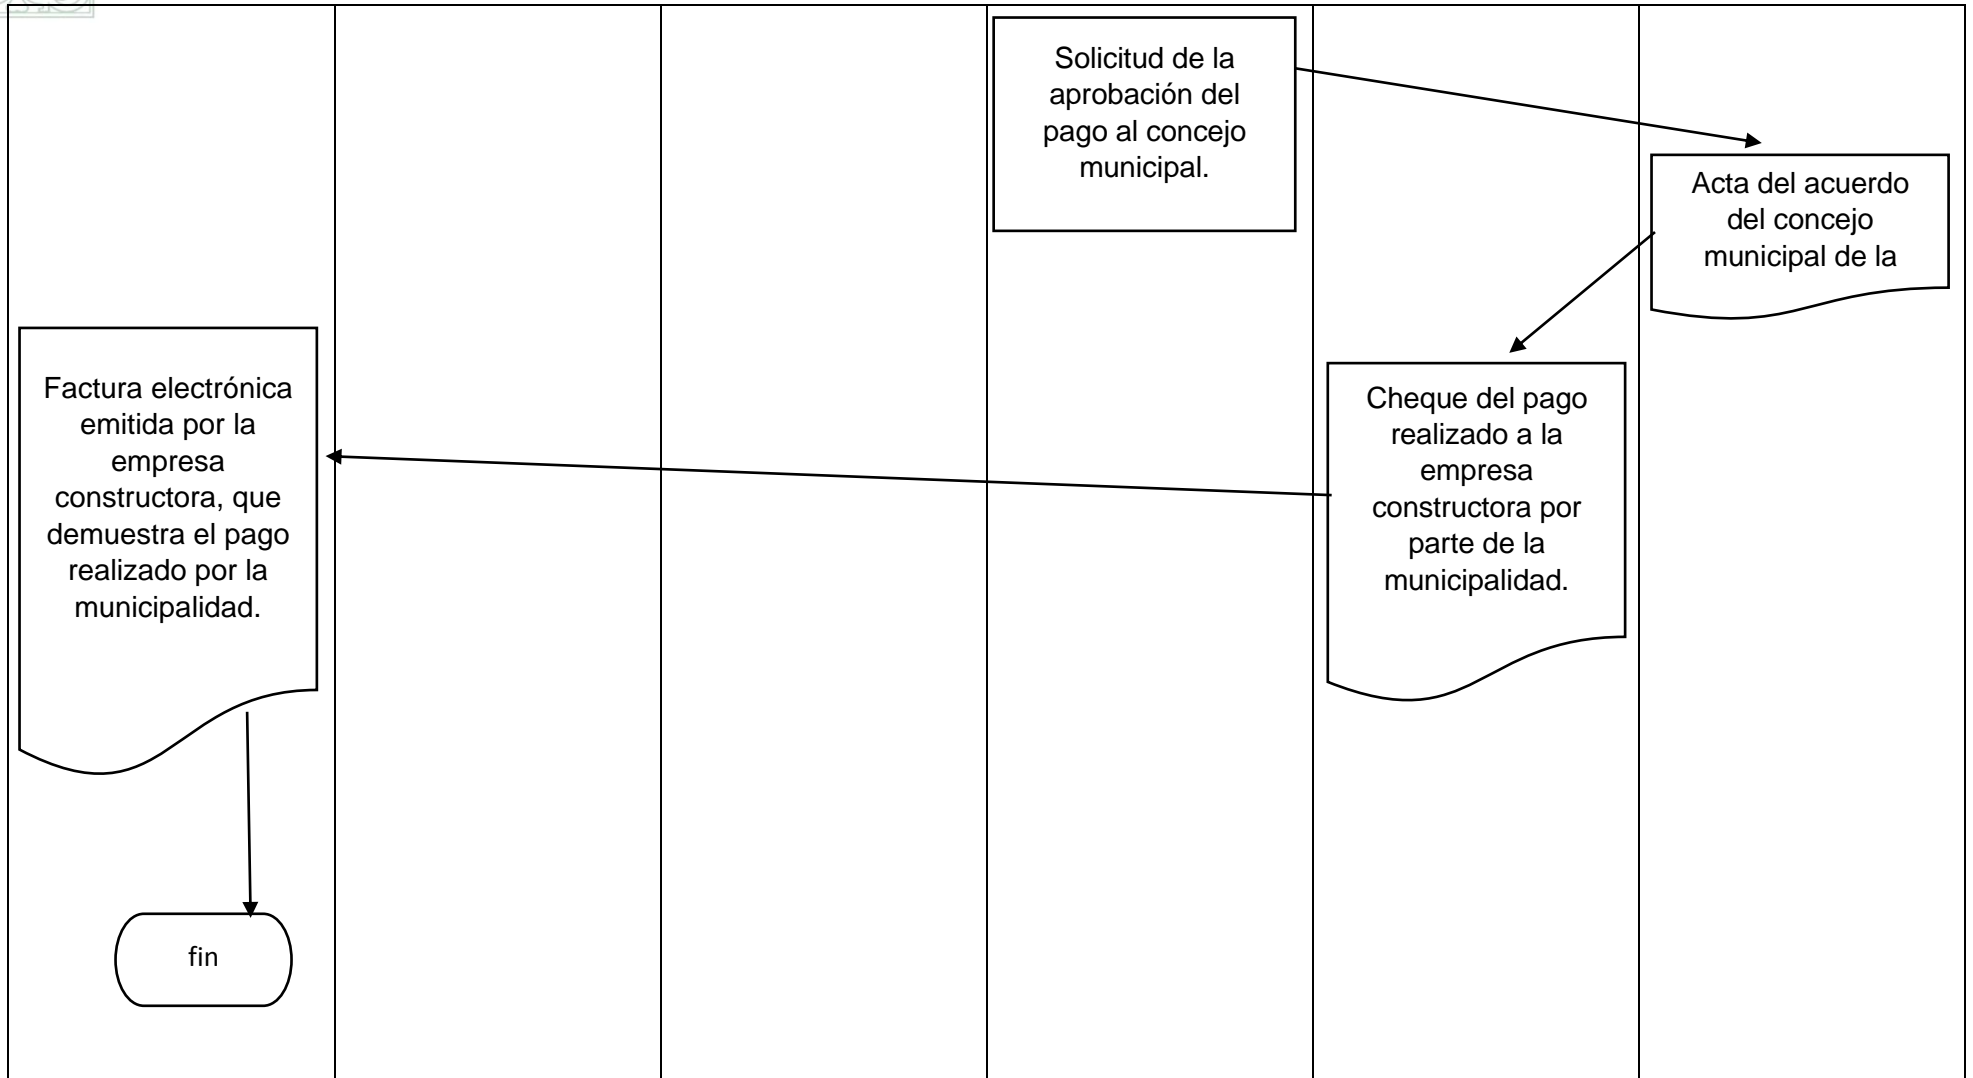 Solicitud de la
aprobación del
pago al concejo
municipal.
Acta del acuerdo
del concejo
municipal de la
Cheque del pago
realizado a la
empresa
constructora por
parte de la
municipalidad.
Factura electrónica
emitida por la
empresa
constructora, que
demuestra el pago
realizado por la
municipalidad.
fin